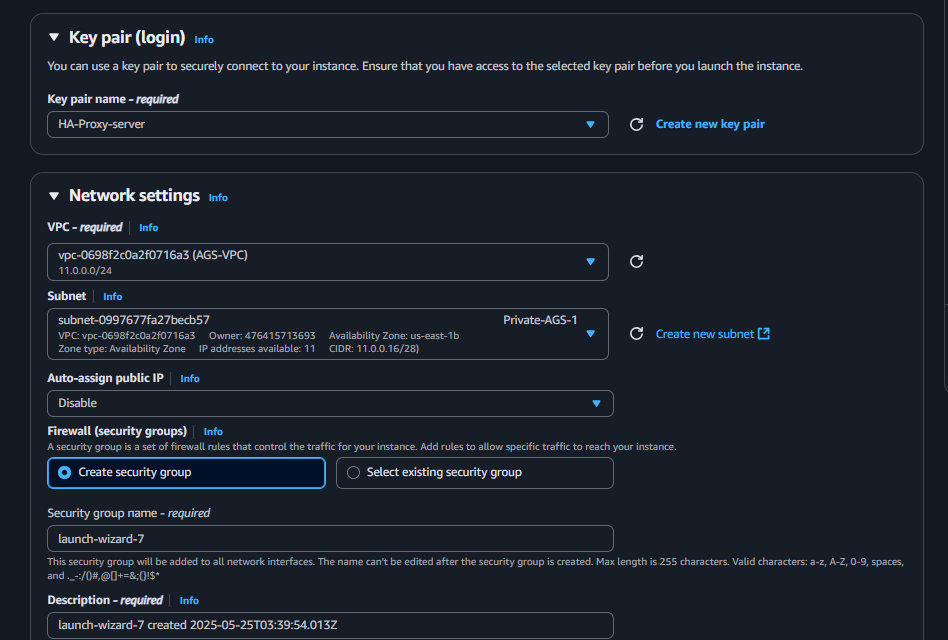 Key pair (login) Info
You can use a key pair to securely connect to your instance. Ensure that you have access to the selected key pair before you launch the instance.
Key pair name - required
HA-Proxy-server
Create new key pair
Network settings Info
VPC - required Info
vpc-0698f2c0a2f0716a3 (AGS-VPC)
11.0.0.0/24
Subnet Info
subnet-0997677fa27becb57 Private-AGS-1
VPC: vpc-0698f2c0a2f0716a3 Owner: 476415713693 Availability Zone: us-east-1b
Zone type: Availability Zone IP addresses available: 11 CIDR: 11.0.0.16/28)
Create new subnet
Auto-assign public IP Info
Disable
Firewall (security groups) Info
A security group is a set of firewall rules that control the traffic for your instance. Add rules to allow specific traffic to reach your instance.
Create security group Select existing security group
Security group name - required
launch-wizard-7
This security group will be added to all network interfaces. The name can't be edited after the security group is created. Max length is 255 characters. Valid characters: a-z, A-Z, 0-9, spaces,
and ._-:/()#,@[]+=&;{}!$*
Description - required Info
launch-wizard-7 created 2025-05-25T03:39:54.013Z